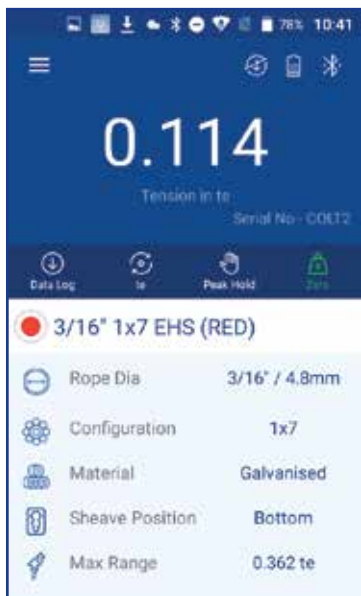 78% 10:41
0.114
Tension in te
Serial No - COLT2
Data Log te Peak Hold Zero
3/16" 1x7 EHS (RED)
Rope Dia 3/16" / 4.8mm
Configuration 1x7
Material Galvanised
Sheave Position Bottom
Max Range 0.362 te